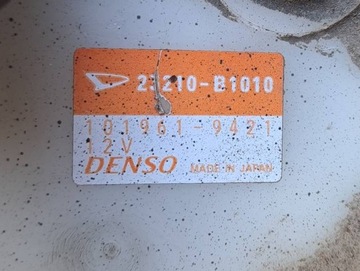 23210-B1010
101961-9421
12V
DENSO MADE IN JAPAN